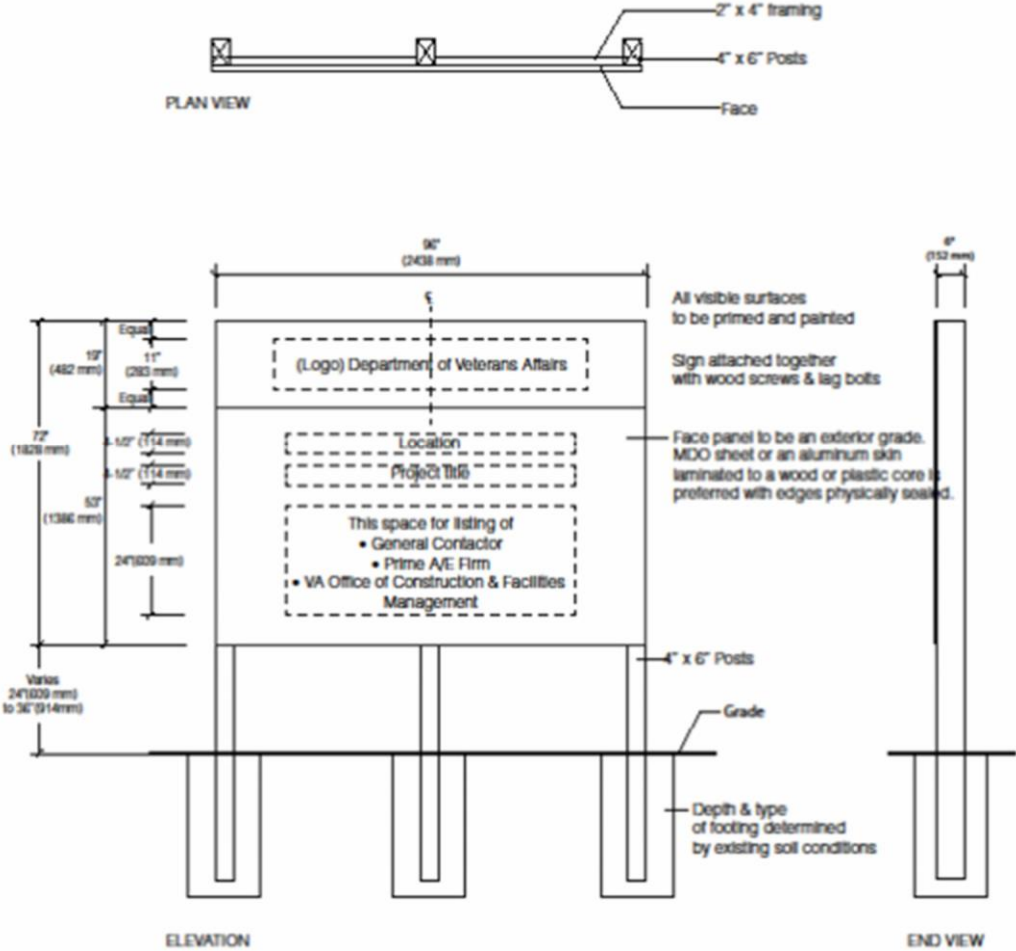 2" x 4" framing
4" x 6" Posts
PLAN VIEW
Face
96"
(2438 mm)
6"
(152 mm)
℄
All visible surfaces
to be primed and painted
Equal
19"
(482 mm)
11"
(283 mm)
(Logo) Department of Veterans Affairs
Sign attached together
with wood screws & lag bolts
Equal
72"
(1828 mm)
4-1/2" (114 mm)
Location
Face panel to be an exterior grade.
MDO sheet or an aluminum skin
laminated to a wood or plastic core is
preferred with edges physically sealed.
4-1/2" (114 mm)
Project title
53"
This space for listing of
• General Contactor
• Prime A/E Firm
• VA Office of Construction & Facilities
Management
24"(609 mm)
4" x 6" Posts
Varies
24"(609 mm)
to 36"(914mm)
Grade
Depth & type
of footing determined
by existing soil conditions
ELEVATION
END VIEW